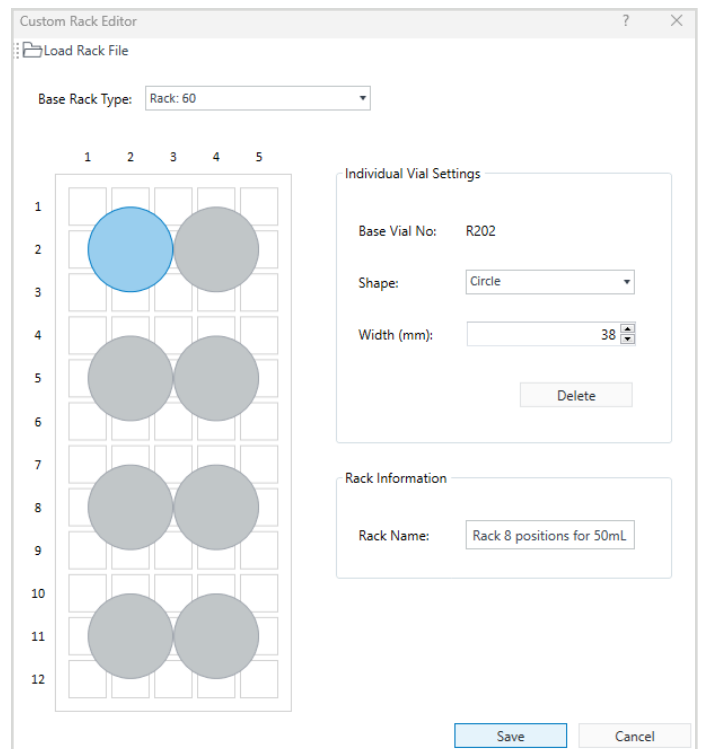 Custom Rack Editor ? ×
Load Rack File
Base Rack Type: Rack: 60
1 2 3 4 5
Individual Vial Settings
1
Base Vial No: R202
2
Shape: Circle
3
4
Width (mm): 38
5
Delete
6
7
Rack Information
8
Rack Name: Rack 8 positions for 50mL
9
10
11
12
Save Cancel